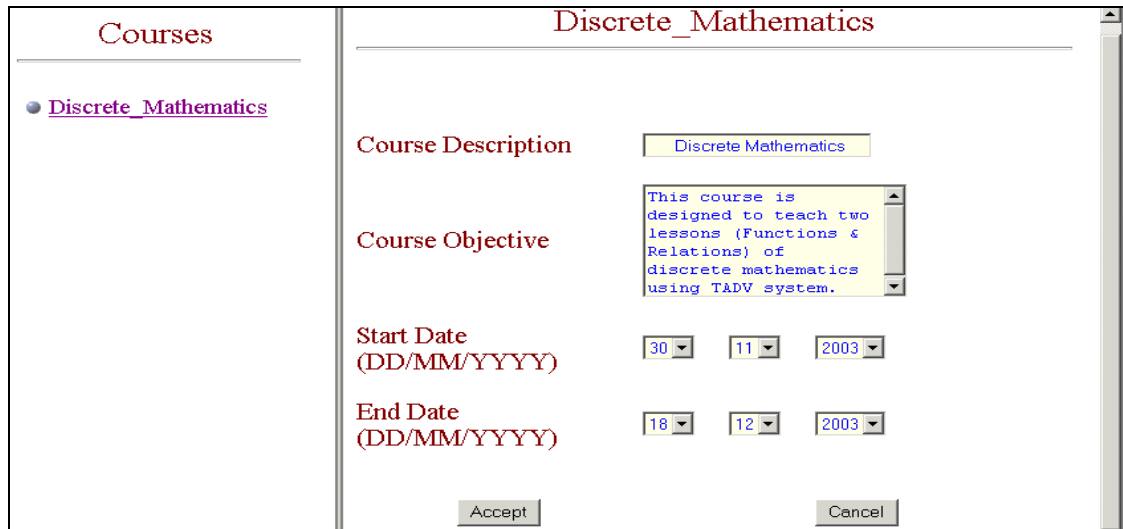 Courses
Discrete_Mathematics
Discrete_Mathematics
Course Description
Discrete Mathematics
Course Objective
This course is
designed to teach two
lessons (Functions &
Relations) of
discrete mathematics
using TADV system.
Start Date
(DD/MM/YYYY)
30 11 2003
End Date
(DD/MM/YYYY)
18 12 2003
Accept Cancel